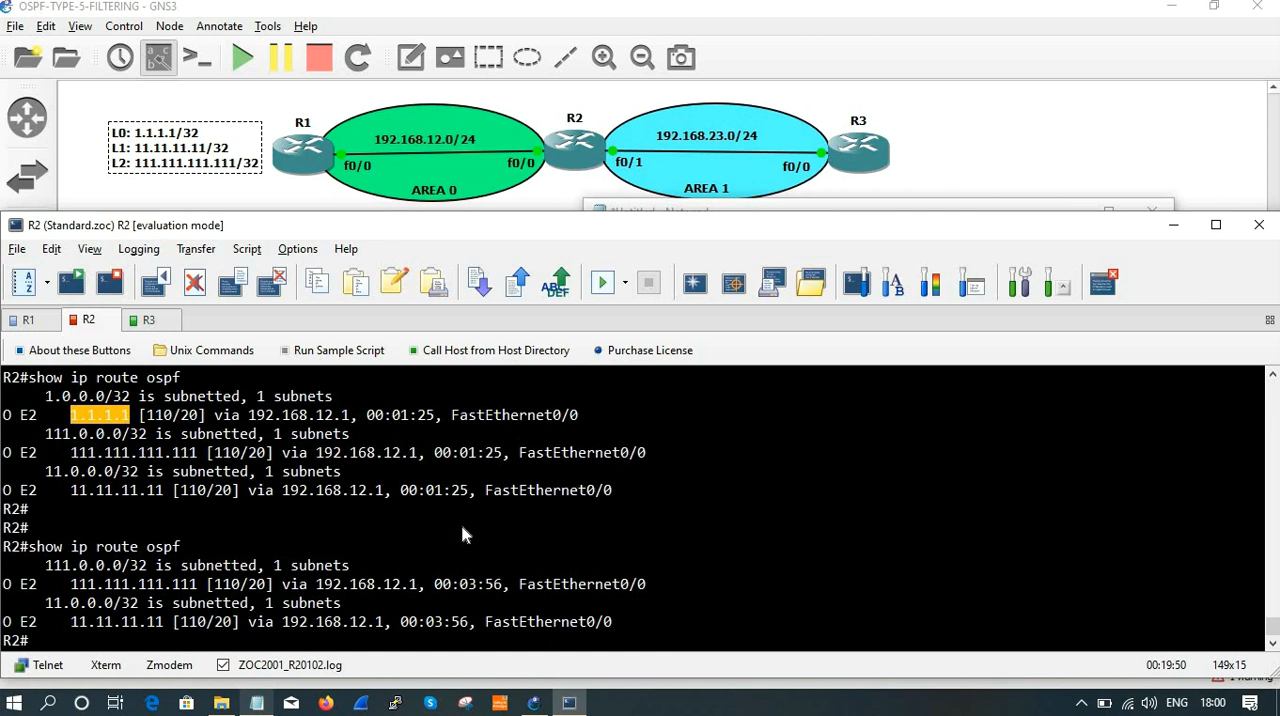 OSPF-TYPE-5-FILTERING - GNS3
File Edit View Control Node Annotate Tools Help
R1
R2
R3
L0: 1.1.1.1/32
L1: 11.11.11.11/32
L2: 111.111.111.111/32
192.168.12.0/24
192.168.23.0/24
f0/0
f0/0
f0/1
f0/0
AREA 0
AREA 1
R2 (Standard.zoc) R2 [evaluation mode]
File Edit View Logging Transfer Script Options Help
R1 R2 R3
About these Buttons Unix Commands Run Sample Script Call Host from Host Directory Purchase License
R2#show ip route ospf
1.0.0.0/32 is subnetted, 1 subnets
O E2 1.1.1.1 [110/20] via 192.168.12.1, 00:01:25, FastEthernet0/0
111.0.0.0/32 is subnetted, 1 subnets
O E2 111.111.111.111 [110/20] via 192.168.12.1, 00:01:25, FastEthernet0/0
11.0.0.0/32 is subnetted, 1 subnets
O E2 11.11.11.11 [110/20] via 192.168.12.1, 00:01:25, FastEthernet0/0
R2#
R2#
R2#show ip route ospf
111.0.0.0/32 is subnetted, 1 subnets
O E2 111.111.111.111 [110/20] via 192.168.12.1, 00:03:56, FastEthernet0/0
11.0.0.0/32 is subnetted, 1 subnets
O E2 11.11.11.11 [110/20] via 192.168.12.1, 00:03:56, FastEthernet0/0
R2#
Telnet Xterm Zmodem ZOC2001_R20102.log 00:19:50 149x15
ENG 18:00